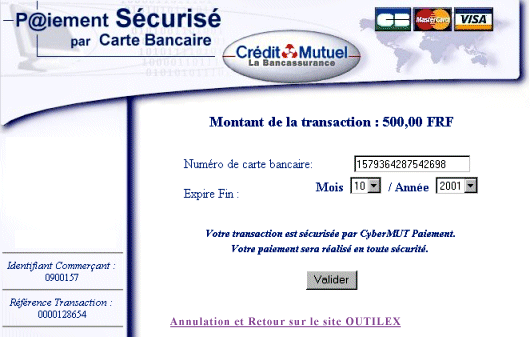 P@iement Sécurisé
par Carte Bancaire
CB MasterCard VISA
Crédit Mutuel
La Bancassurance
Montant de la transaction : 500,00 FRF
Numéro de carte bancaire: 1579364287542698
Expire Fin : Mois 10 / Année 2001
Votre transaction est sécurisée par CyberMUT Paiement.
Votre paiement sera réalisé en toute sécurité.
Valider
Identifiant Commerçant :
0900157
Référence Transaction :
0000128654
Annulation et Retour sur le site OUTILEX